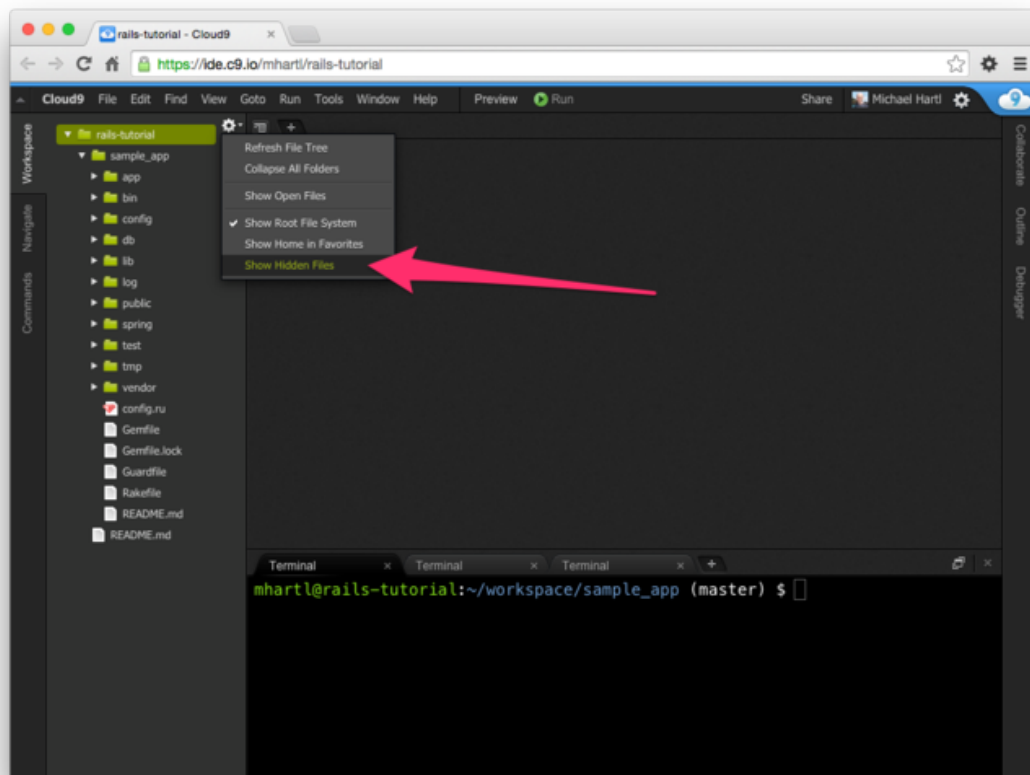 rails-tutorial - Cloud9
https://ide.c9.io/mhartl/rails-tutorial
Cloud9 File Edit Find View Goto Run Tools Window Help Preview Run Share Michael Hartl
Workspace
Navigate
Commands
rails-tutorial
sample_app
app
bin
config
db
lib
log
public
spring
test
tmp
vendor
config.ru
Gemfile
Gemfile.lock
Guardfile
Rakefile
README.md
README.md
Refresh File Tree
Collapse All Folders
Show Open Files
Show Root File System
Show Home in Favorites
Show Hidden Files
Collaborate
Outline
Debugger
Terminal Terminal Terminal
mhartl@rails-tutorial:~/workspace/sample_app (master) $